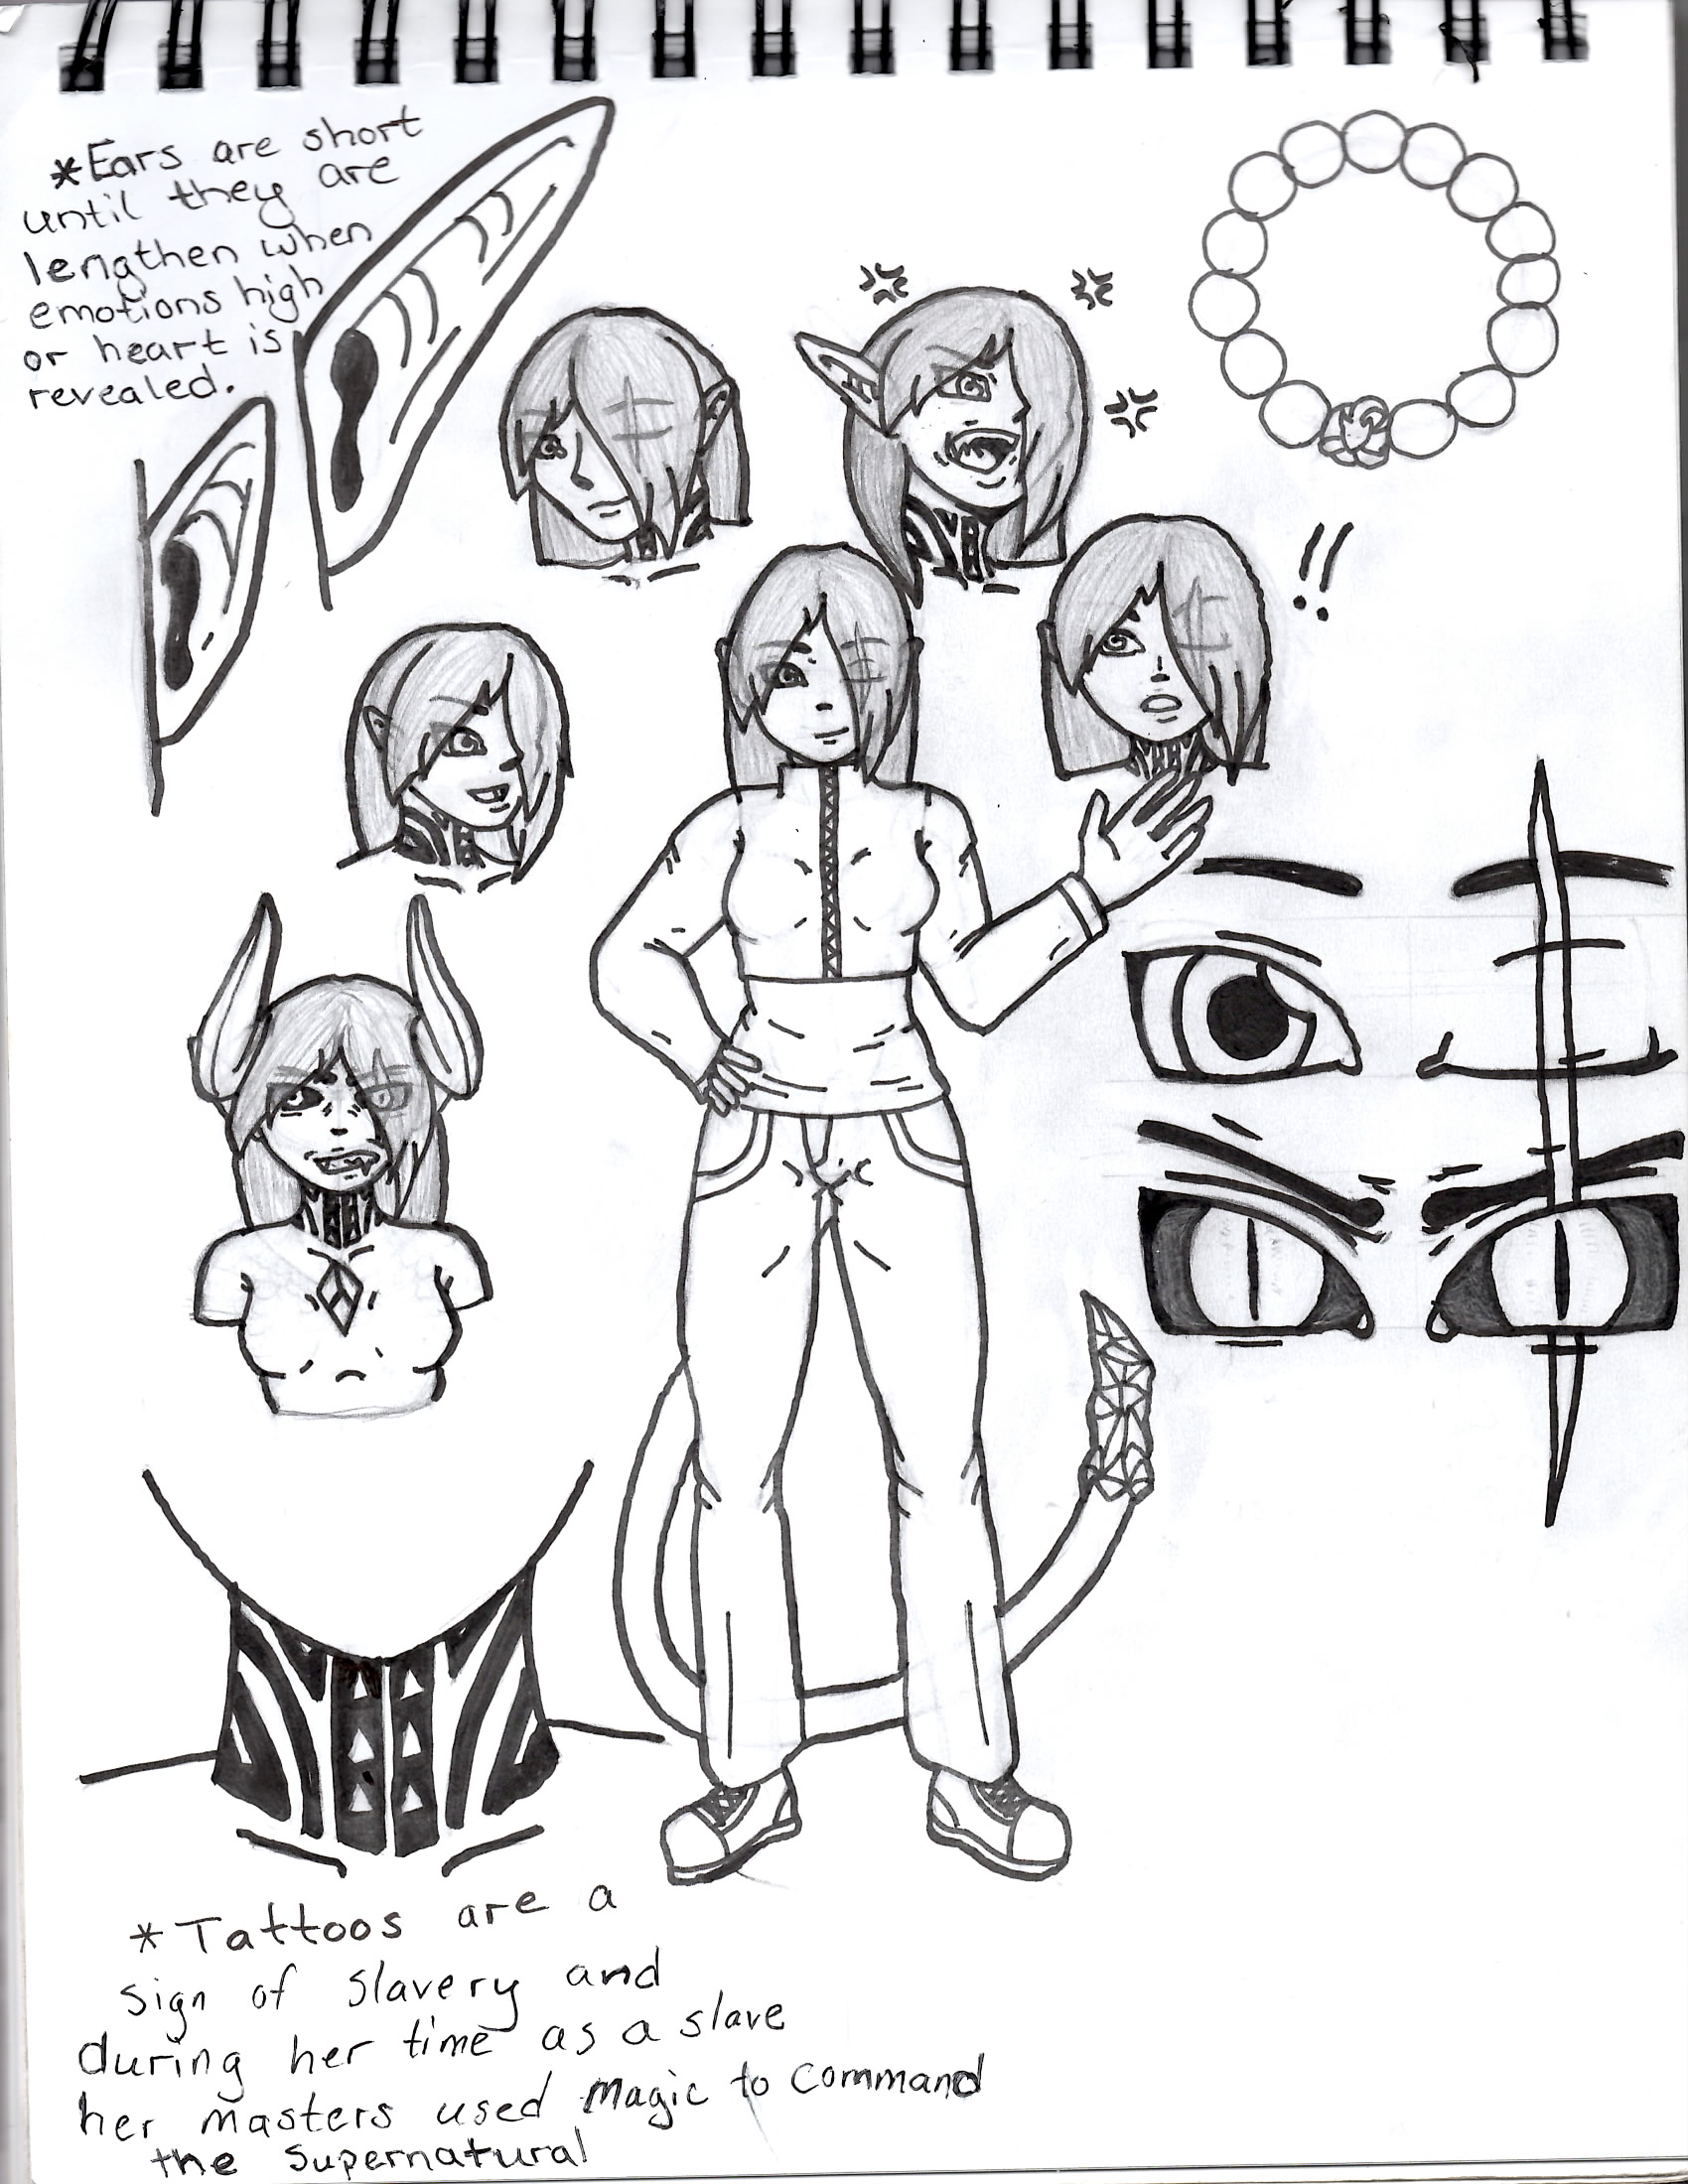 *Ears are short
until they are
lengthen when
emotions high
or heart is
revealed.
!!
*Tattoos are a
sign of slavery and
during her time as a slave
her masters used magic to command
the supernatural